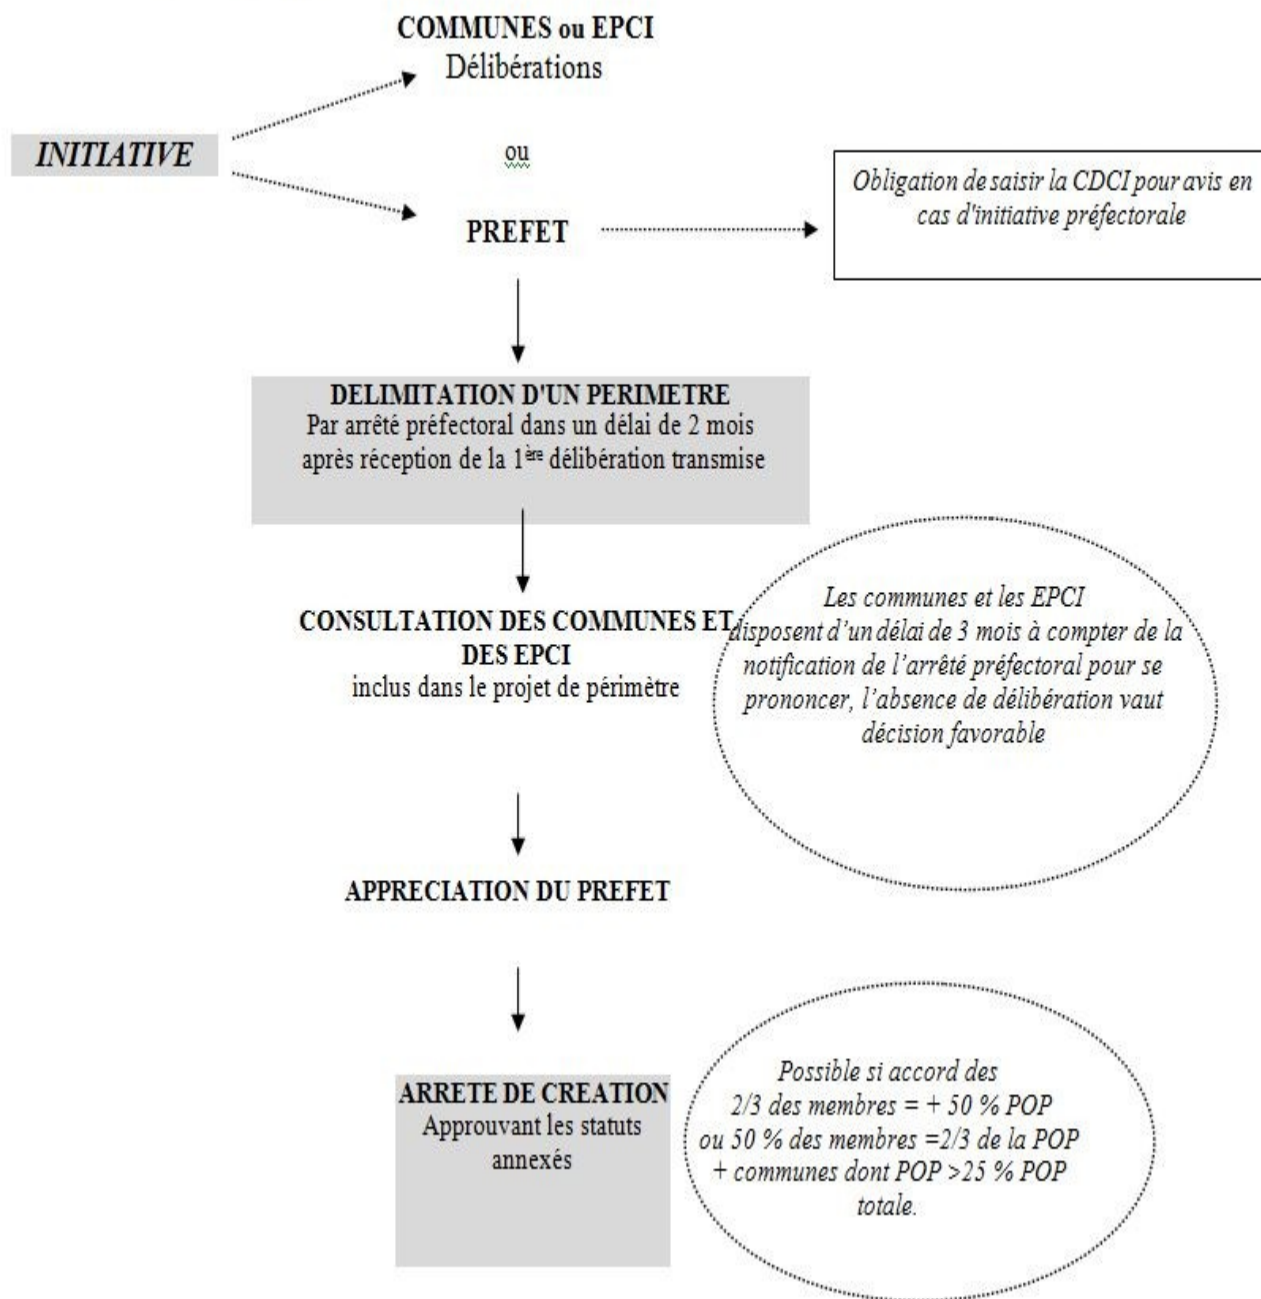 COMMUNES ou EPCI
Délibérations
INITIATIVE
ou
PREFET
Obligation de saisir la CDCI pour avis en
cas d'initiative préfectorale
DELIMITATION D'UN PERIMETRE
Par arrêté préfectoral dans un délai de 2 mois
après réception de la 1ère délibération transmise
CONSULTATION DES COMMUNES ET
DES EPCI
inclus dans le projet de périmètre
Les communes et les EPCI
disposent d’un délai de 3 mois à compter de la
notification de l’arrêté préfectoral pour se
prononcer, l’absence de délibération vaut
décision favorable
APPRECIATION DU PREFET
ARRETE DE CREATION
Approuvant les statuts
annexés
Possible si accord des
2/3 des membres = + 50 % POP
ou 50 % des membres =2/3 de la POP
+ communes dont POP >25 % POP
totale.